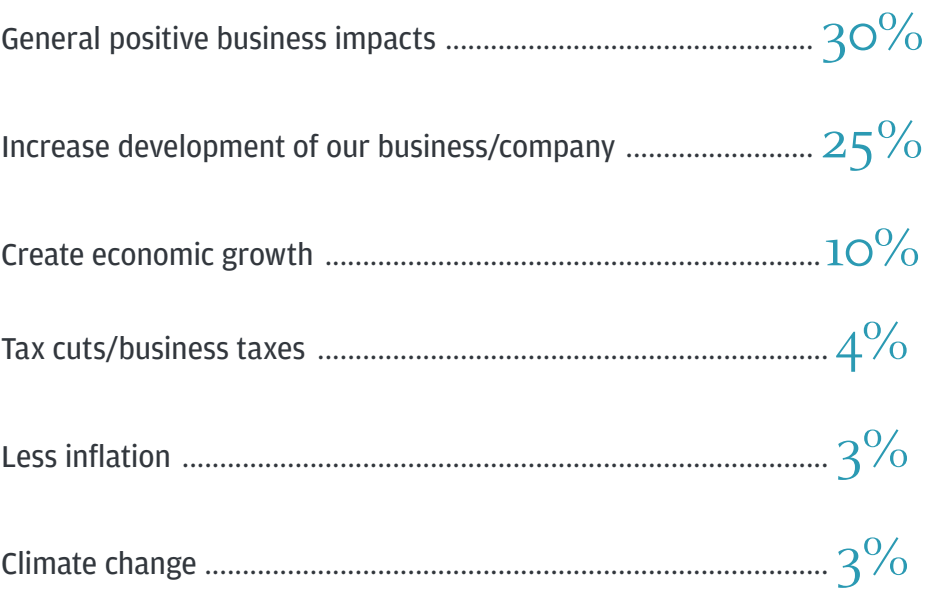 General positive business impacts ........................................................ 30%
Increase development of our business/company ............................. 25%
Create economic growth ............................................................................ 10%
Tax cuts/business taxes .............................................................................. 4%
Less inflation ................................................................................................... 3%
Climate change ................................................................................................ 3%